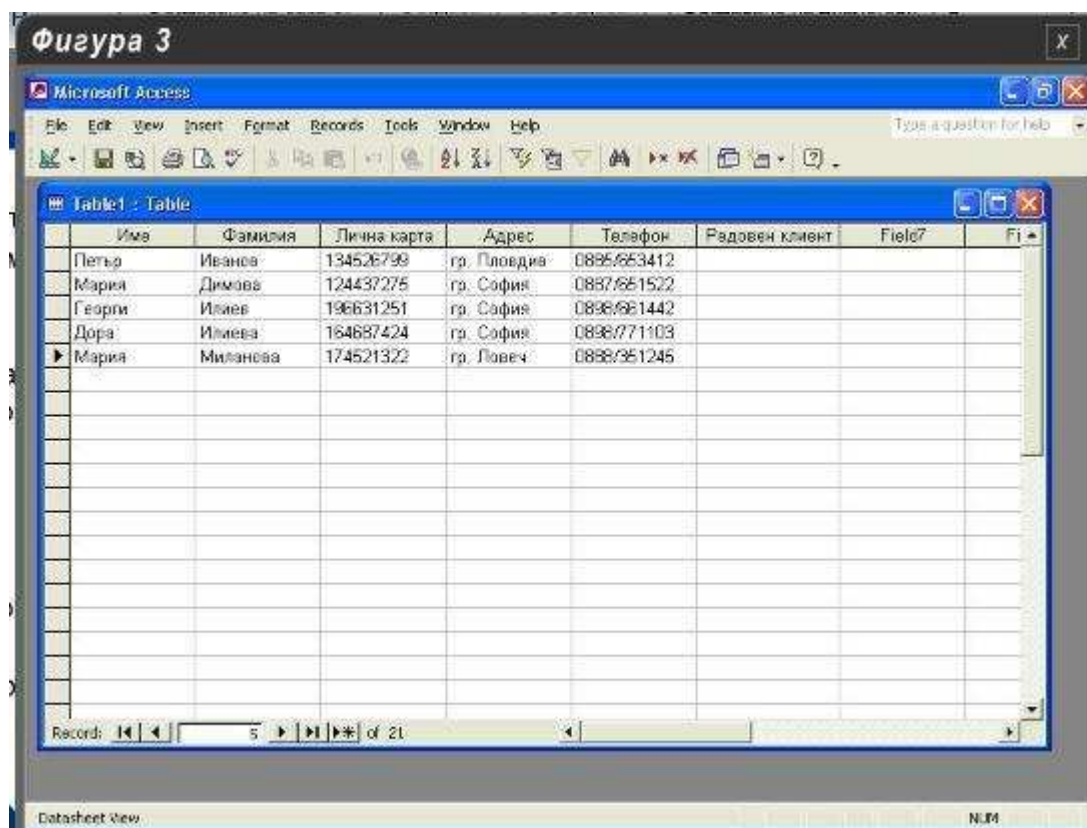 Фигура 3
x
Microsoft Access
File Edit View Insert Format Records Tools Window Help Type a question for help
Table1 : Table
Име Фамилия Лична карта Адрес Телефон Редовен клиент Field7 Fi
Петър Иванов 134526799 гр. Пловдив 0885/653412
Мария Димова 124437275 гр. София 0887/651522
Георги Илиев 196631251 гр. София 0898/661442
Дора Илиева 164687424 гр. София 0898/771103
Мария Миланова 174521322 гр. Ловеч 0888/351245
Record: 5 of 21
Datasheet View NUM